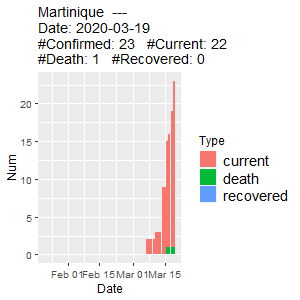 Martinique ---
Date: 2020-03-19
#Confirmed: 23 #Current: 22
#Death: 1 #Recovered: 0
Num
20
15
10
5
0
Feb 01 Feb 15 Mar 01 Mar 15
Date
Type
current
death
recovered